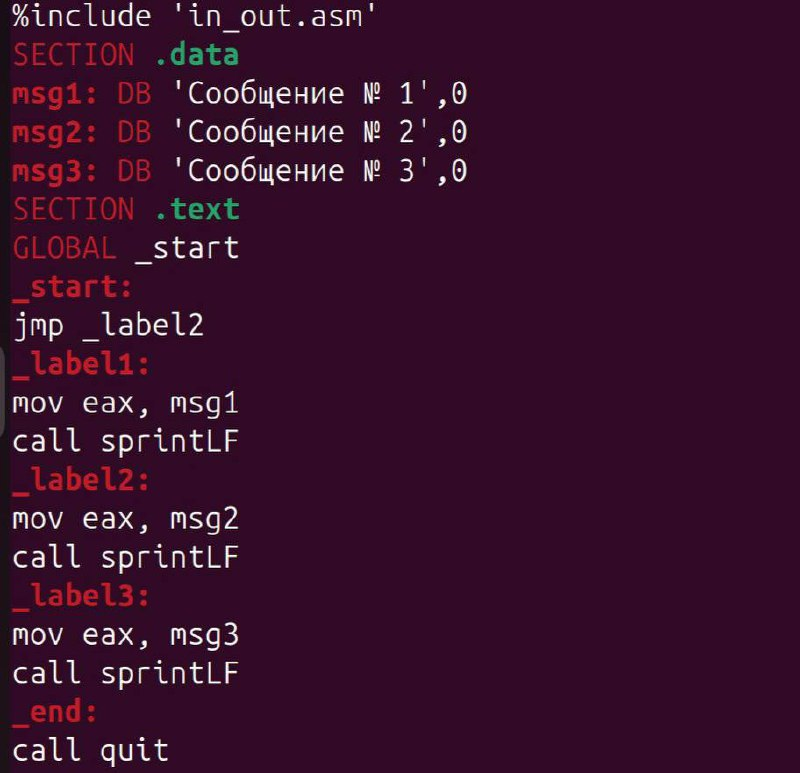 %include 'in_out.asm'
SECTION .data
msg1: DB 'Сообщение № 1',0
msg2: DB 'Сообщение № 2',0
msg3: DB 'Сообщение № 3',0
SECTION .text
GLOBAL _start
_start:
jmp _label2
_label1:
mov eax, msg1
call sprintLF
_label2:
mov eax, msg2
call sprintLF
_label3:
mov eax, msg3
call sprintLF
_end:
call quit